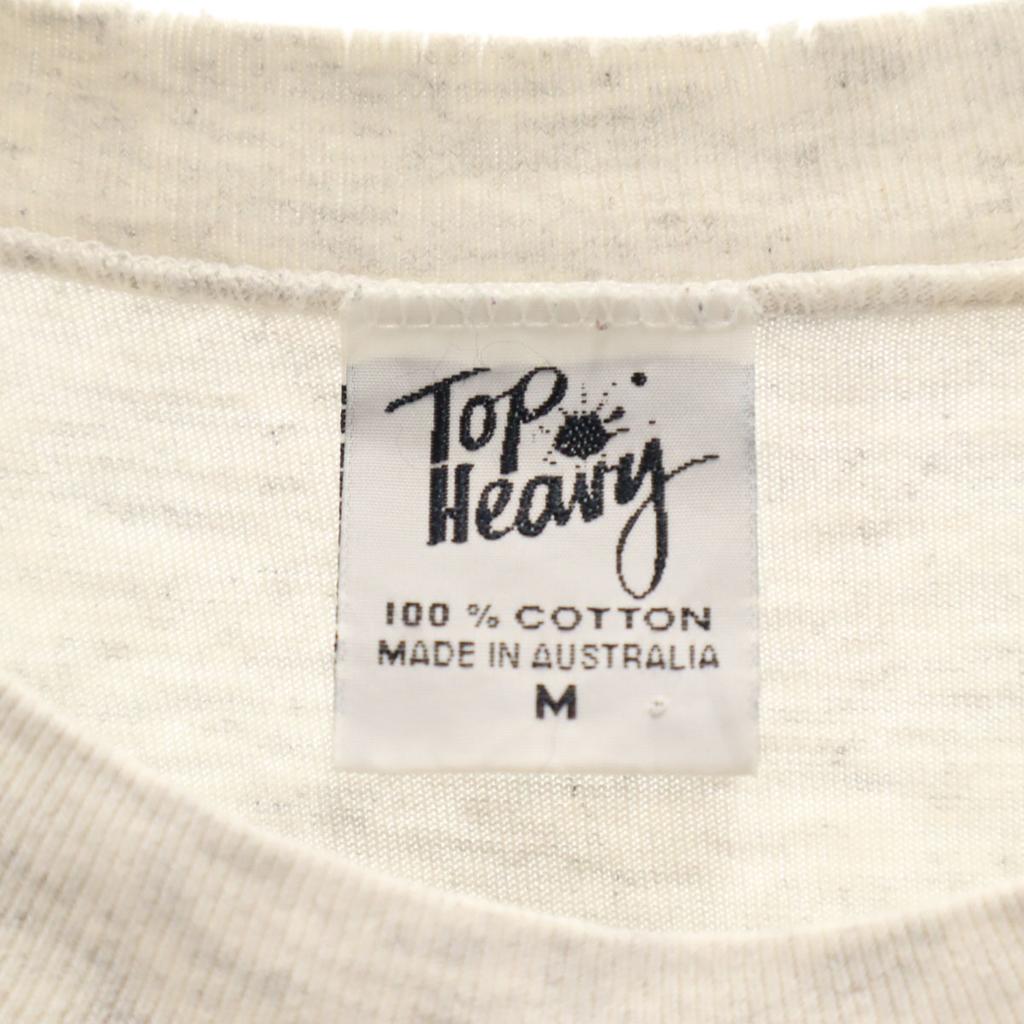 Top
Heavy
100 % COTTON
MADE IN AUSTRALIA
M